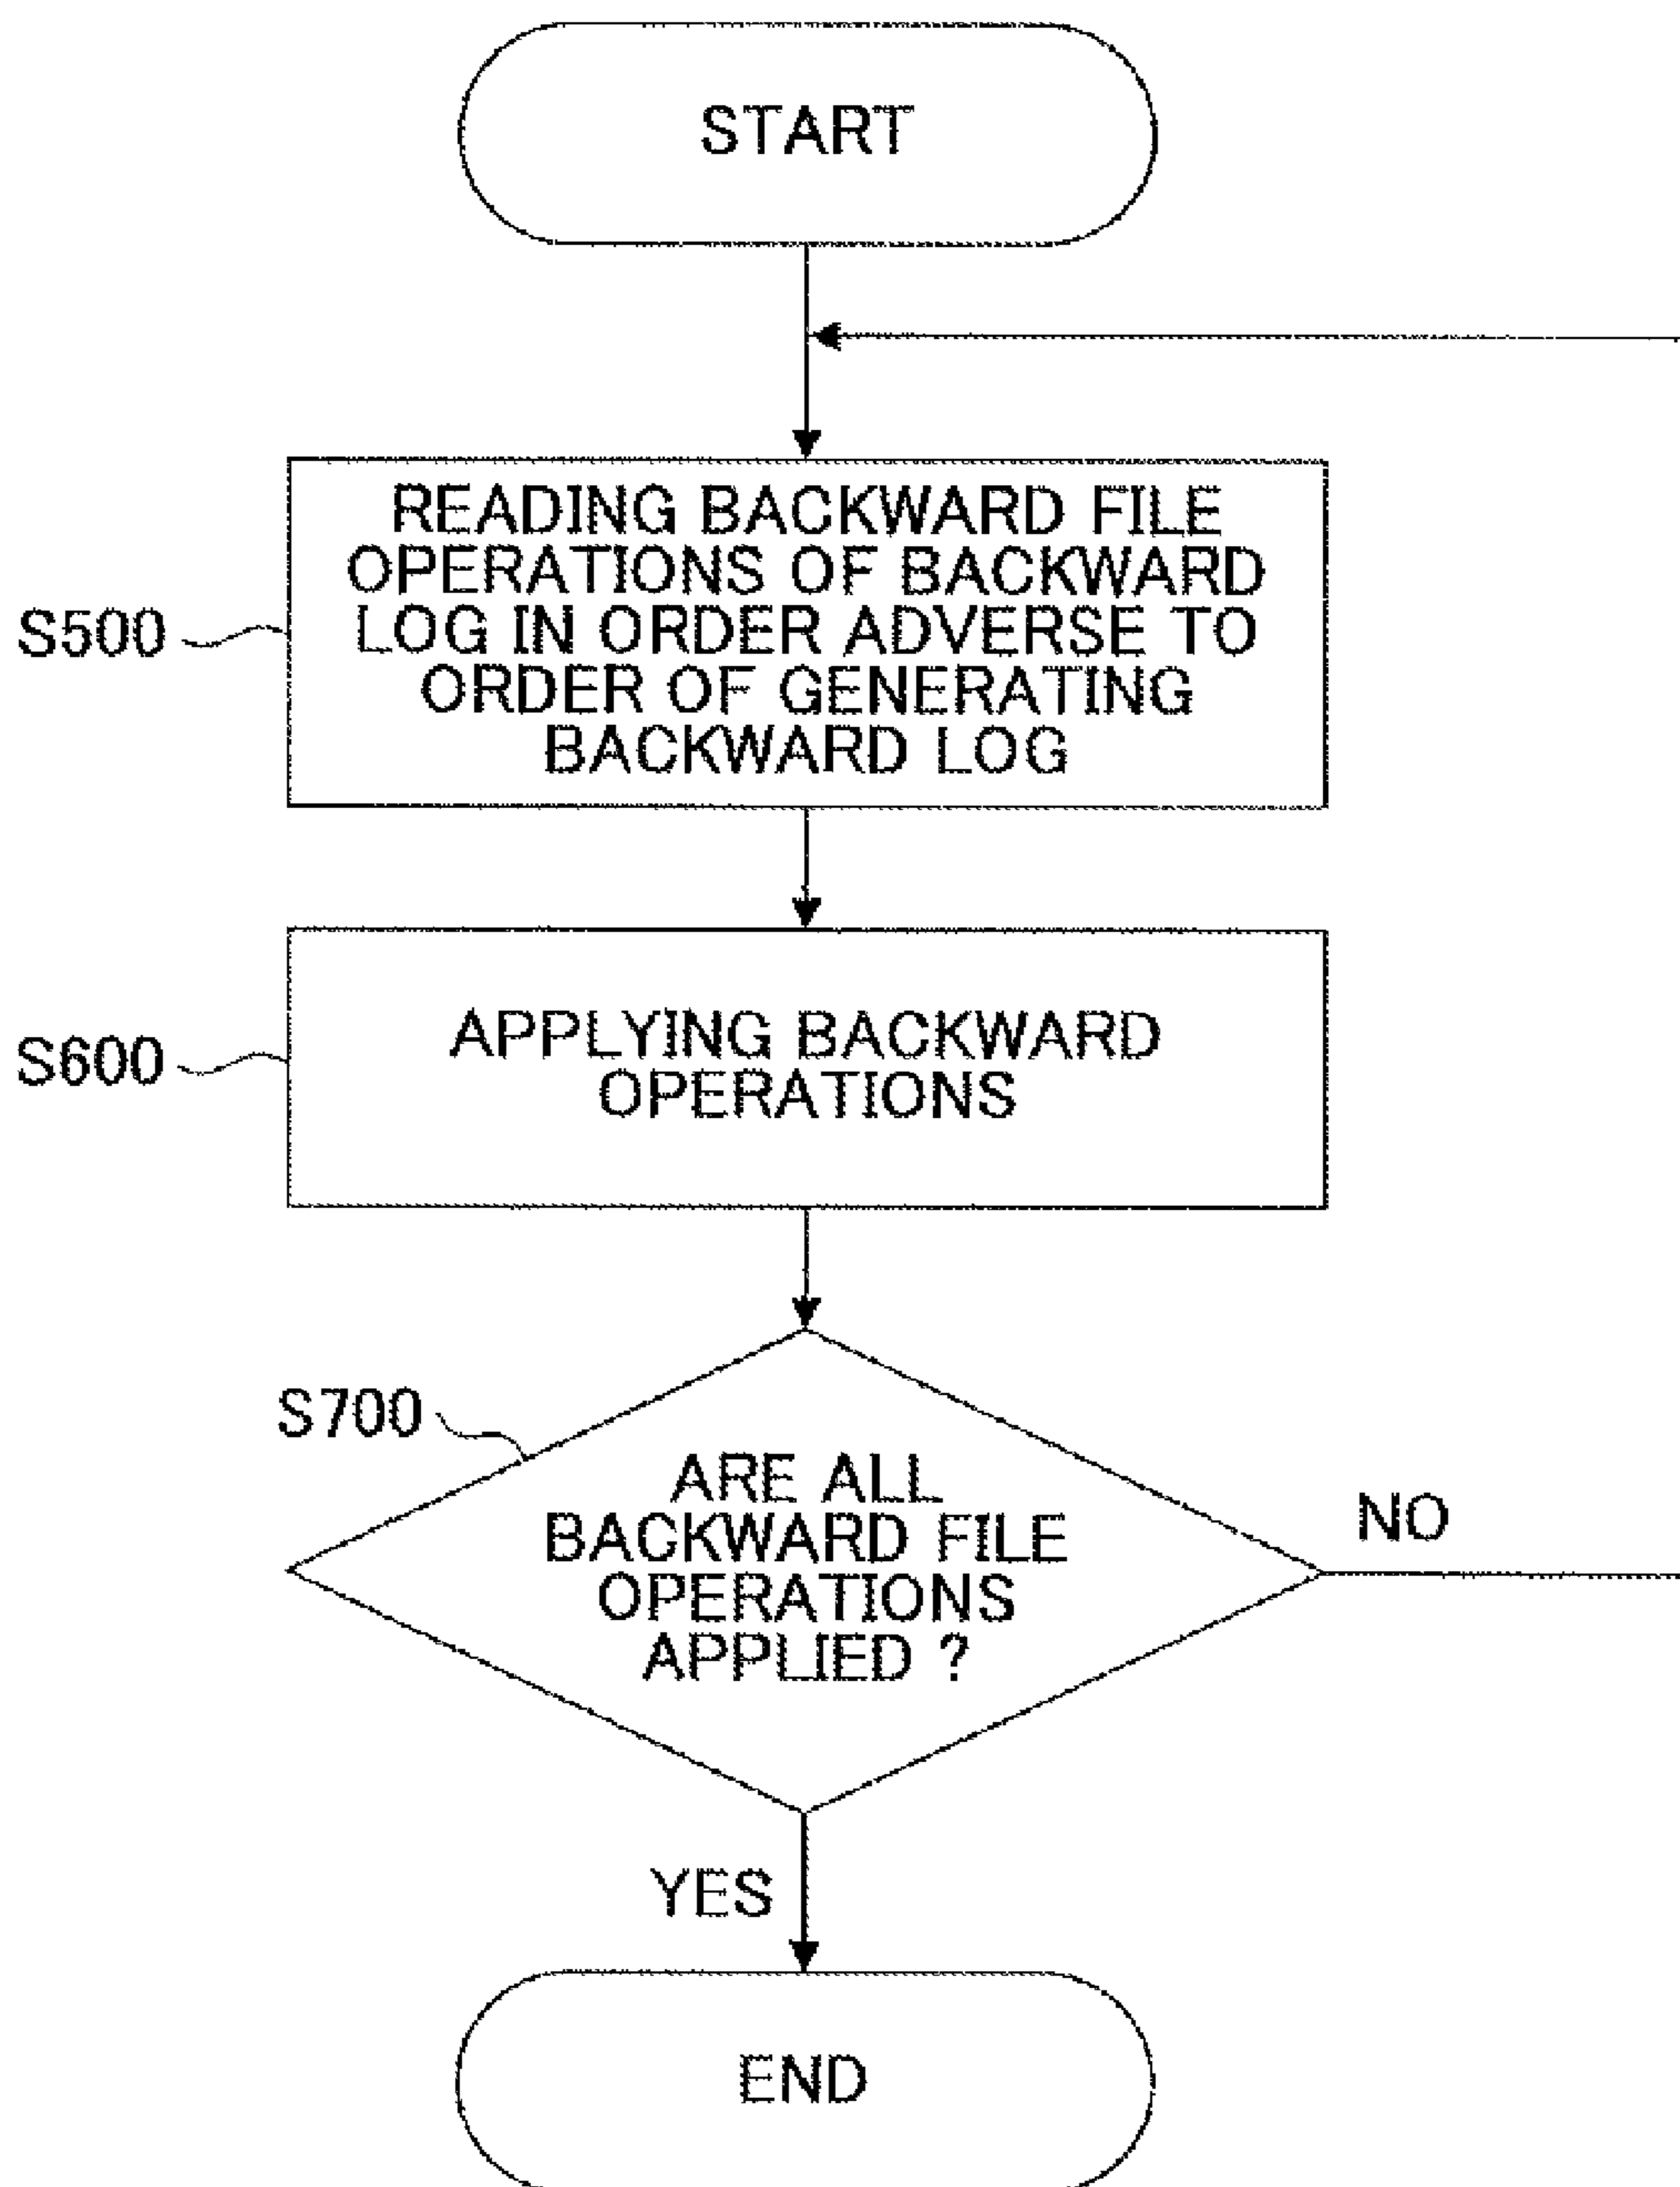 START
READING BACKWARD FILE
OPERATIONS OF BACKWARD
LOG IN ORDER ADVERSE TO
ORDER OF GENERATING
BACKWARD LOG
S500
APPLYING BACKWARD
OPERATIONS
S600
S700
ARE ALL
BACKWARD FILE
OPERATIONS
APPLIED ?
NO
YES
END